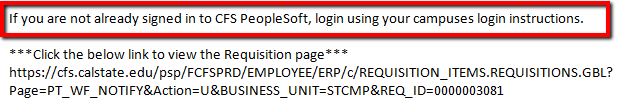 If you are not already signed in to CFS PeopleSoft, login using your campuses login instructions.
***Click the below link to view the Requisition page***
https://cfs.calstate.edu/psp/FCFSPRD/EMPLOYEE/ERP/c/REQUISITION_ITEMS.REQUISITIONS.GBL?
Page=PT_WF_NOTIFY&Action=U&BUSINESS_UNIT=STCMP&REQ_ID=0000003081